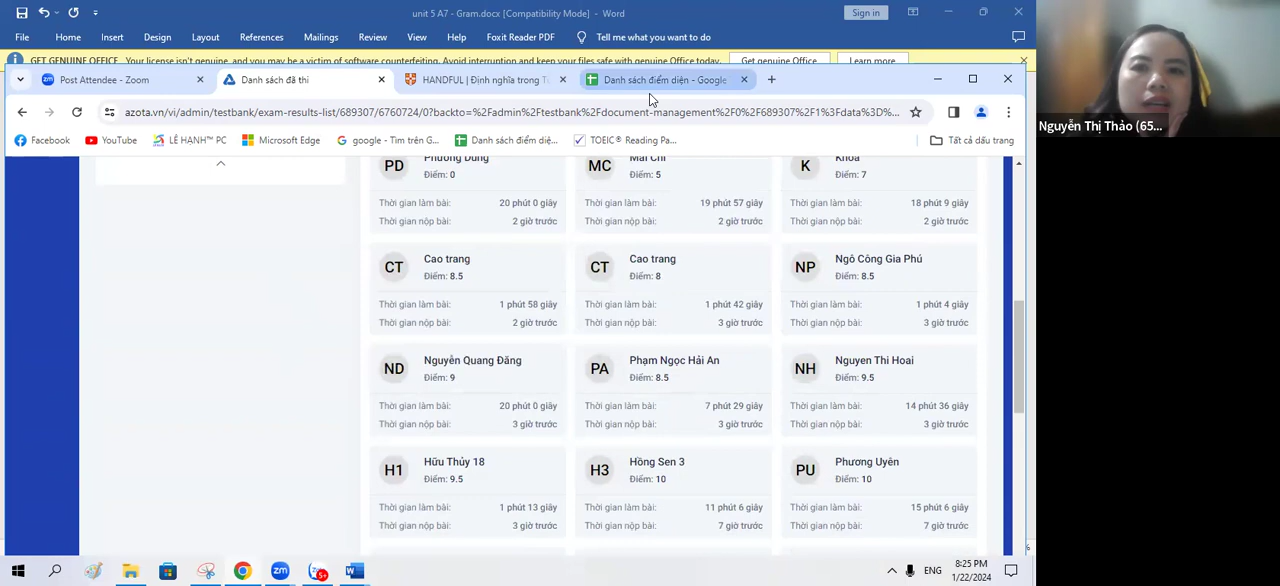 unit 5 A7 - Gram.docx [Compatibility Mode] - Word
Sign in
File Home Insert Design Layout References Mailings Review View Help Foxit Reader PDF Tell me what you want to do
GET GENUINE OFFICE Your license isn't genuine, and you may be a victim of software counterfeiting. Avoid interruption and keep your files safe with genuine Office today.
Get genuine Office
Learn more
Post Attendee - Zoom
Danh sách đã thi
HANDFUL | Định nghĩa trong T
Danh sách điểm diện - Google
azota.vn/vi/admin/testbank/exam-results-list/689307/6760724/0?backto=%2Fadmin%2Ftestbank%2Fdocument-management%2F0%2F689307%2F1%3Fdata%3D%...
Facebook
YouTube
LÊ HẠNH™ PC
Microsoft Edge
google - Tìm trên G...
Danh sách điểm diệ...
TOEIC® Reading Pa...
Tất cả dấu trang
PD Phương Dung
Điểm: 0
Thời gian làm bài: 20 phút 0 giây
Thời gian nộp bài: 2 giờ trước
MC Mai Chi
Điểm: 5
Thời gian làm bài: 19 phút 57 giây
Thời gian nộp bài: 2 giờ trước
K Khoa
Điểm: 7
Thời gian làm bài: 18 phút 9 giây
Thời gian nộp bài: 2 giờ trước
CT Cao trang
Điểm: 8.5
Thời gian làm bài: 1 phút 58 giây
Thời gian nộp bài: 2 giờ trước
CT Cao trang
Điểm: 8
Thời gian làm bài: 1 phút 42 giây
Thời gian nộp bài: 3 giờ trước
NP Ngô Công Gia Phú
Điểm: 8.5
Thời gian làm bài: 1 phút 4 giây
Thời gian nộp bài: 3 giờ trước
ND Nguyễn Quang Đăng
Điểm: 9
Thời gian làm bài: 20 phút 0 giây
Thời gian nộp bài: 3 giờ trước
PA Phạm Ngọc Hải An
Điểm: 8.5
Thời gian làm bài: 7 phút 29 giây
Thời gian nộp bài: 3 giờ trước
NH Nguyen Thi Hoai
Điểm: 9.5
Thời gian làm bài: 14 phút 36 giây
Thời gian nộp bài: 3 giờ trước
H1 Hữu Thủy 18
Điểm: 9.5
Thời gian làm bài: 1 phút 13 giây
Thời gian nộp bài: 3 giờ trước
H3 Hồng Sen 3
Điểm: 10
Thời gian làm bài: 11 phút 6 giây
Thời gian nộp bài: 7 giờ trước
PU Phương Uyên
Điểm: 10
Thời gian làm bài: 15 phút 6 giây
Thời gian nộp bài: 7 giờ trước
Nguyễn Thị Thảo (65...
ENG
8:25 PM
1/22/2024